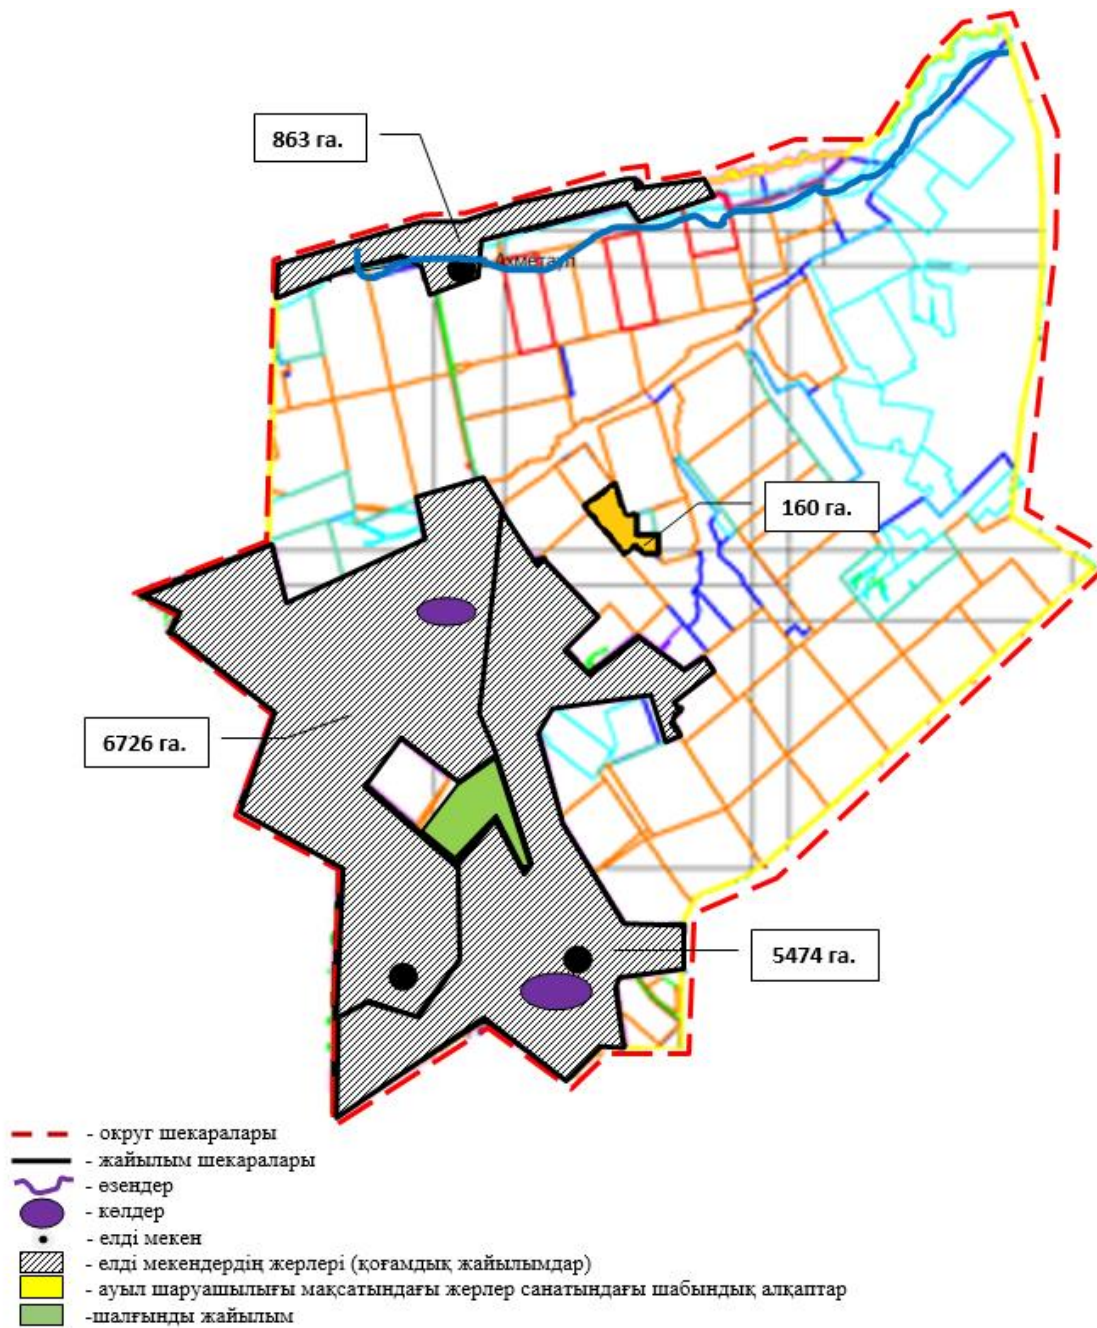 863 га.
Ахметаул
160 га.
6726 га.
5474 га.
- округ шекаралары
- жайылым шекаралары
- өзендер
- көлдер
- елді мекен
- елді мекендердің жерлері (қоғамдық жайылымдар)
- ауыл шаруашылығы мақсатындағы жерлер санатындағы шабындық алқаптар
-шалғынды жайылым